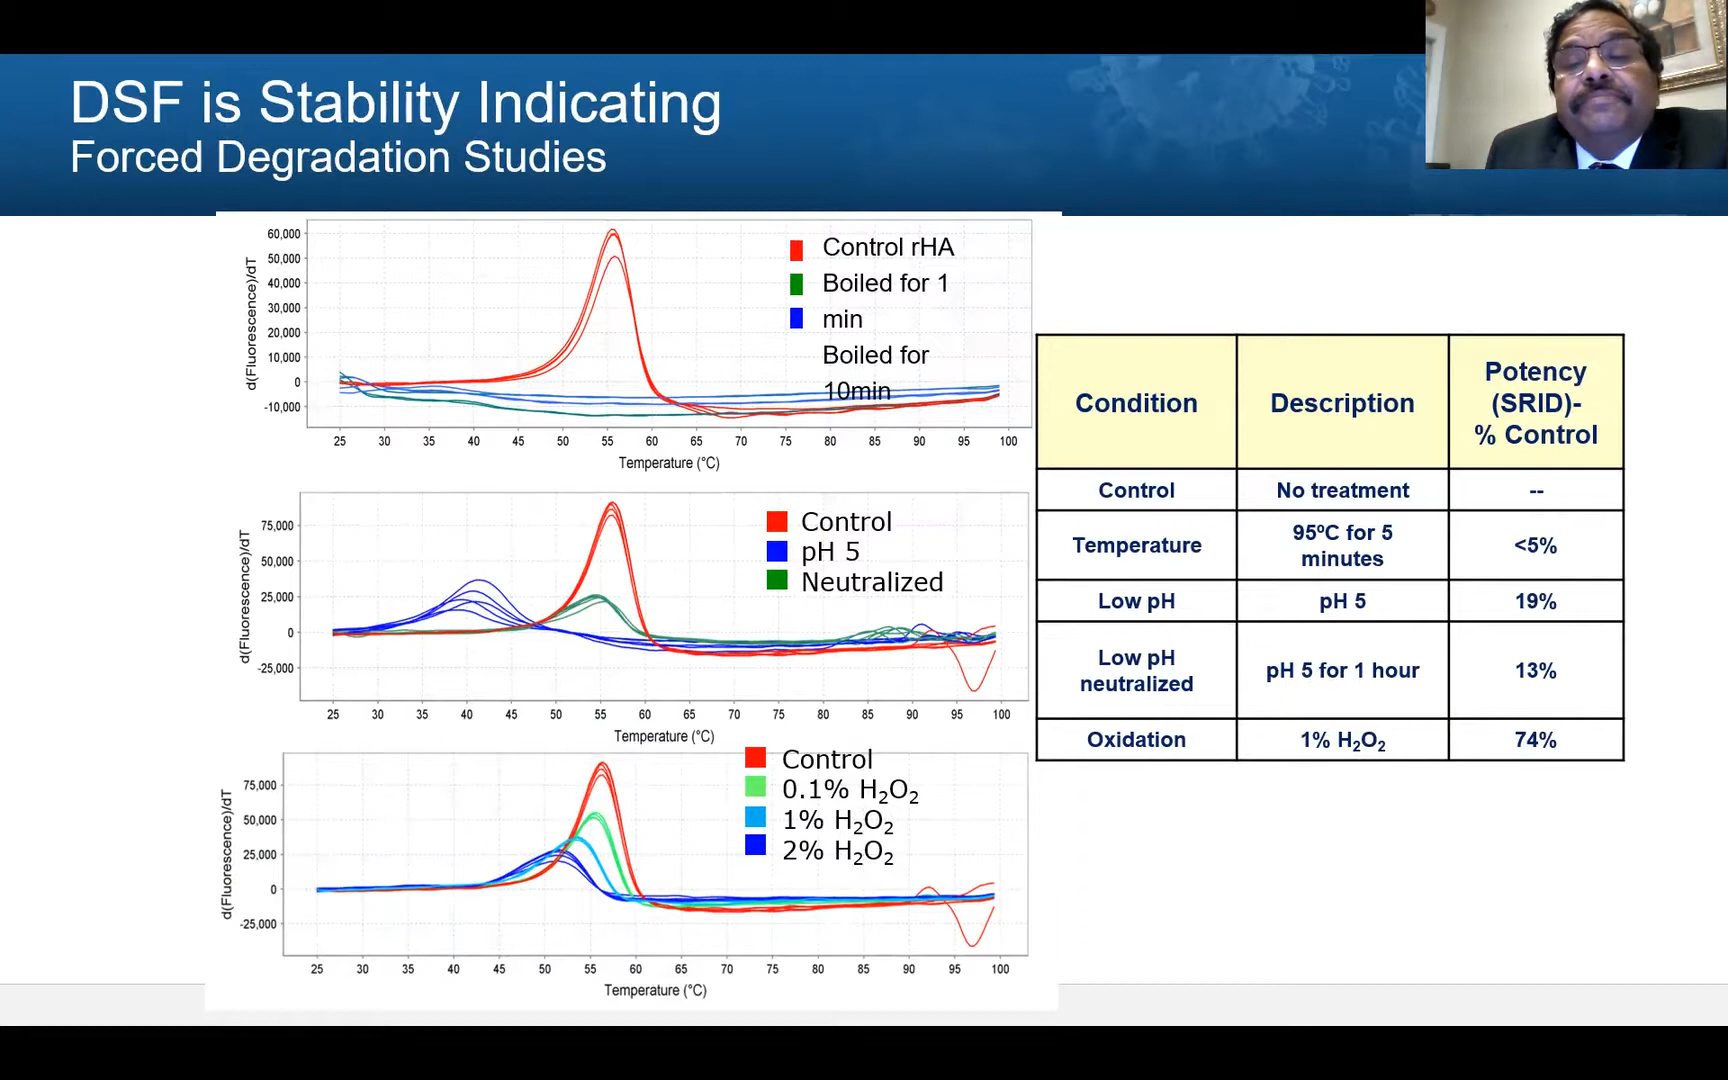 DSF is Stability Indicating
Forced Degradation Studies
d(Fluorescence)/dT
60,000
50,000
40,000
30,000
20,000
10,000
0
-10,000
25 30 35 40 45 50 55 60 65 70 75 80 85 90 95 100
Temperature (°C)
Control rHA
Boiled for 1
min
Boiled for
10min
d(Fluorescence)/dT
75,000
50,000
25,000
0
-25,000
25 30 35 40 45 50 55 60 65 70 75 80 85 90 95 100
Temperature (°C)
Control
pH 5
Neutralized
d(Fluorescence)/dT
75,000
50,000
25,000
0
-25,000
25 30 35 40 45 50 55 60 65 70 75 80 85 90 95 100
Temperature (°C)
Control
0.1% H₂O₂
1% H₂O₂
2% H₂O₂
Condition Description Potency
(SRID)-
% Control
Control No treatment --
Temperature 95ºC for 5
minutes <5%
Low pH pH 5 19%
Low pH
neutralized pH 5 for 1 hour 13%
Oxidation 1% H₂O₂ 74%